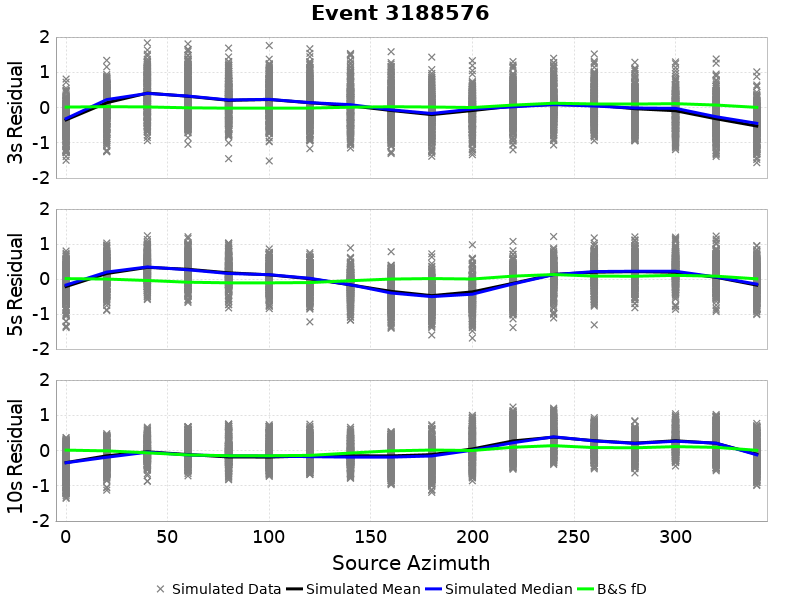 Event 3188576
3s Residual
2
1
0
-1
-2
5s Residual
2
1
0
-1
-2
10s Residual
2
1
0
-1
-2
0 50 100 150 200 250 300
Source Azimuth
Simulated Data Simulated Mean Simulated Median B&S fD